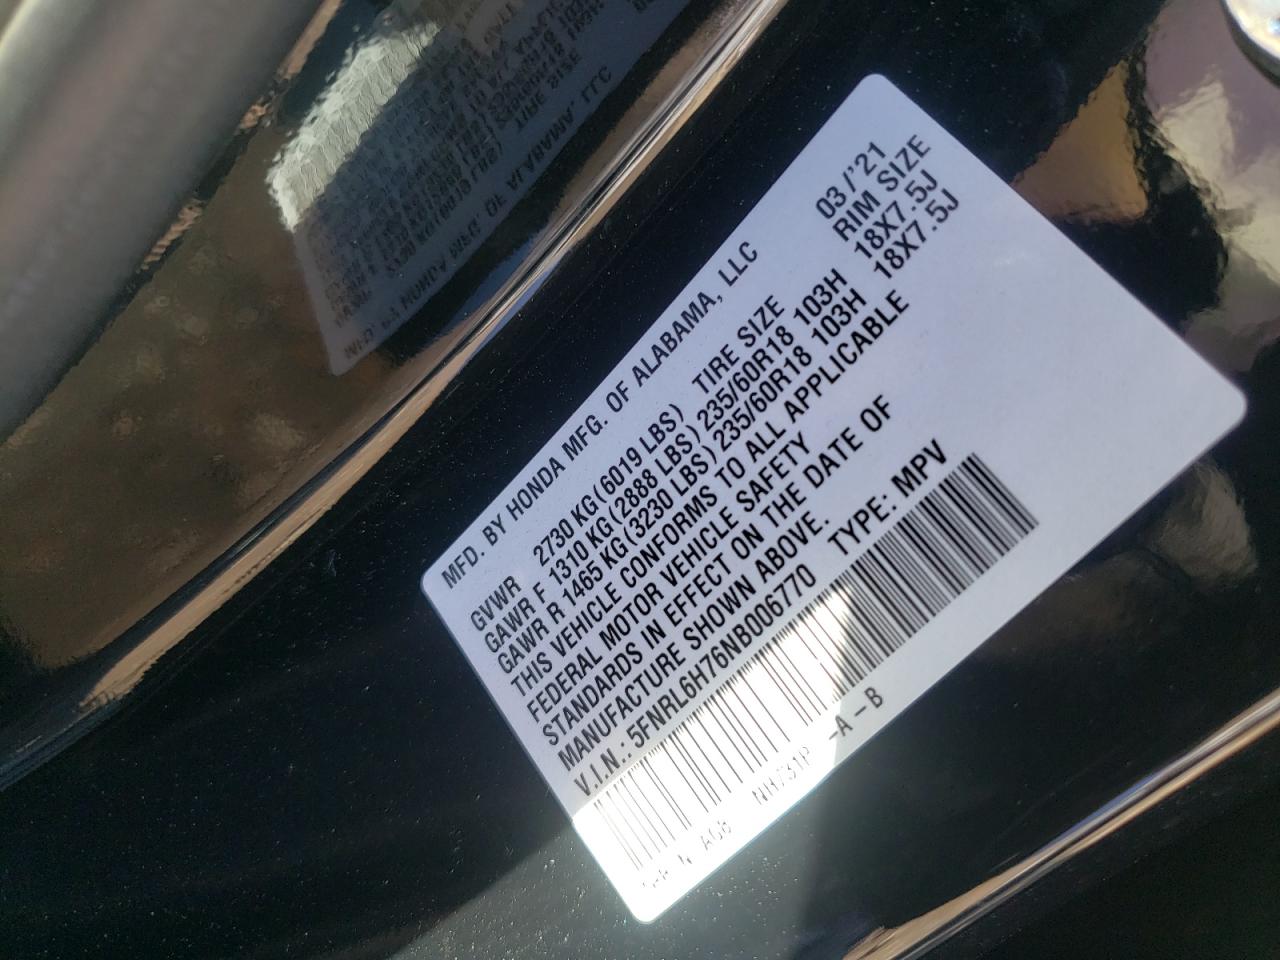 MFD. BY HONDA MFG. OF ALABAMA, LLC 03/'21
GVWR 2730 KG(6019 LBS) TIRE SIZE RIM SIZE
GAWR F 1310 KG(2888 LBS) 235/60R18 103H 18X7.5J
GAWR R 1465 KG(3230 LBS) 235/60R18 103H 18X7.5J
THIS VEHICLE CONFORMS TO ALL APPLICABLE
FEDERAL MOTOR VEHICLE SAFETY
STANDARDS IN EFFECT ON THE DATE OF
MANUFACTURE SHOWN ABOVE.
V.I.N.: 5FNRL6H76NB006770 TYPE: MPV
NH731P -A-B